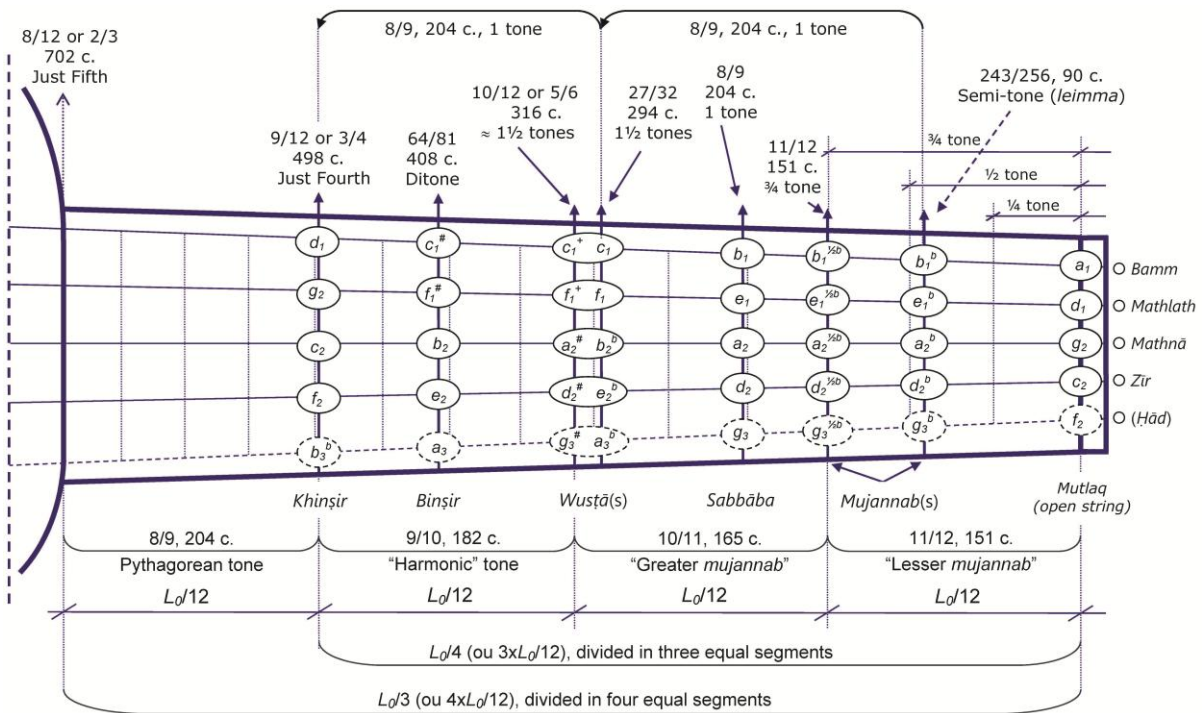 8/9, 204 c., 1 tone
8/9, 204 c., 1 tone
8/12 or 2/3
702 c.
Just Fifth
9/12 or 3/4
498 c.
Just Fourth
64/81
408 c.
Ditone
10/12 or 5/6
316 c.
≈ 1½ tones
27/32
294 c.
1½ tones
8/9
204 c.
1 tone
11/12
151 c.
¾ tone
243/256, 90 c.
Semi-tone (leimma)
¾ tone
½ tone
¼ tone
d₁ c₁# c₁⁺ c₁ b₁ b₁½b b₁b a₁ Bamm
g₂ f₁# f₁⁺ f₁ e₁ e₁½b e₁b d₁ Mathlath
c₂ b₂ a₂# b₂b a₂ a₂½b a₂b g₂ Mathnā
f₂ e₂ d₂# e₂b d₂ d₂½b d₂b c₂ Zīr
b₃b a₃ g₃# a₃b g₃ g₃½b g₃b f₂ (Ḥād)
Khinṣir Binṣir Wusṭā(s) Sabbāba Mujannab(s) Mutlaq
(open string)
8/9, 204 c. 9/10, 182 c. 10/11, 165 c. 11/12, 151 c.
Pythagorean tone "Harmonic" tone "Greater mujannab" "Lesser mujannab"
L₀/12 L₀/12 L₀/12 L₀/12
L₀/4 (ou 3xL₀/12), divided in three equal segments
L₀/3 (ou 4xL₀/12), divided in four equal segments